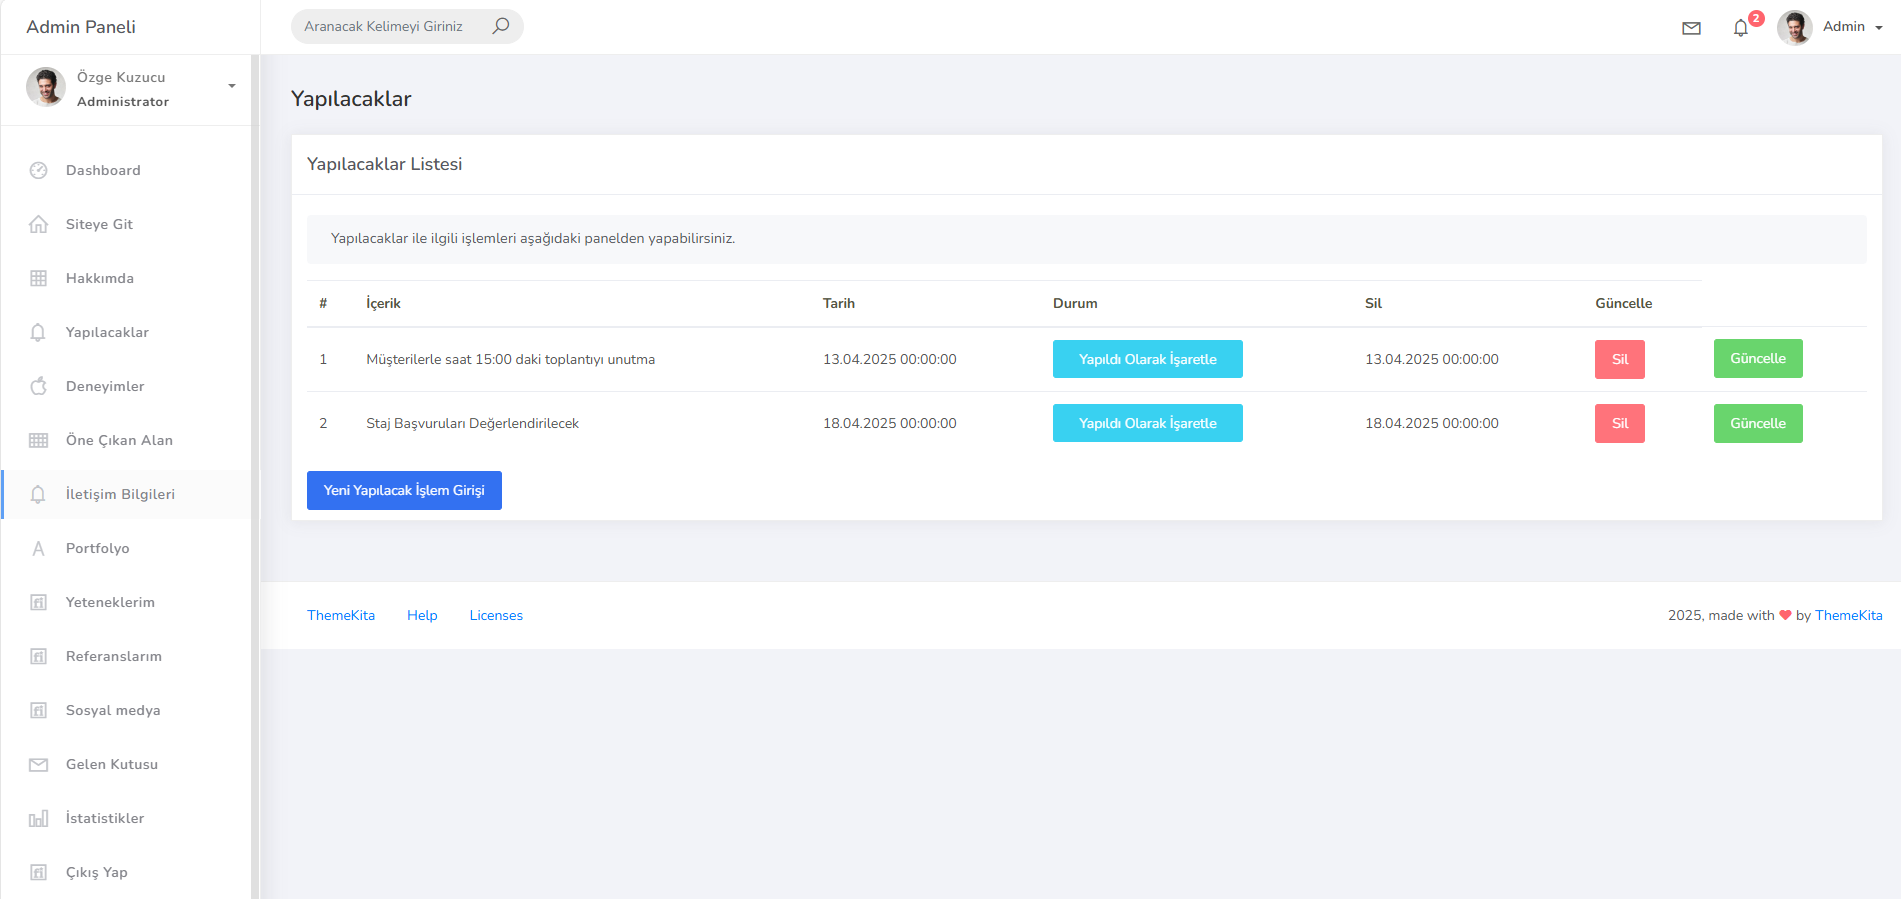 Admin Paneli
Aranacak Kelimeyi Giriniz
2
Admin
Özge Kuzucu
Administrator
Dashboard
Siteye Git
Hakkımda
Yapılacaklar
Deneyimler
Öne Çıkan Alan
İletişim Bilgileri
Portfolyo
Yeteneklerim
Referanslarım
Sosyal medya
Gelen Kutusu
İstatistikler
Çıkış Yap
Yapılacaklar
Yapılacaklar Listesi
Yapılacaklar ile ilgili işlemleri aşağıdaki panelden yapabilirsiniz.
# İçerik Tarih Durum Sil Güncelle
1 Müşterilerle saat 15:00 daki toplantıyı unutma 13.04.2025 00:00:00 Yapıldı Olarak İşaretle 13.04.2025 00:00:00 Sil Güncelle
2 Staj Başvuruları Değerlendirilecek 18.04.2025 00:00:00 Yapıldı Olarak İşaretle 18.04.2025 00:00:00 Sil Güncelle
Yeni Yapılacak İşlem Girişi
ThemeKita Help Licenses
2025, made with ❤ by ThemeKita